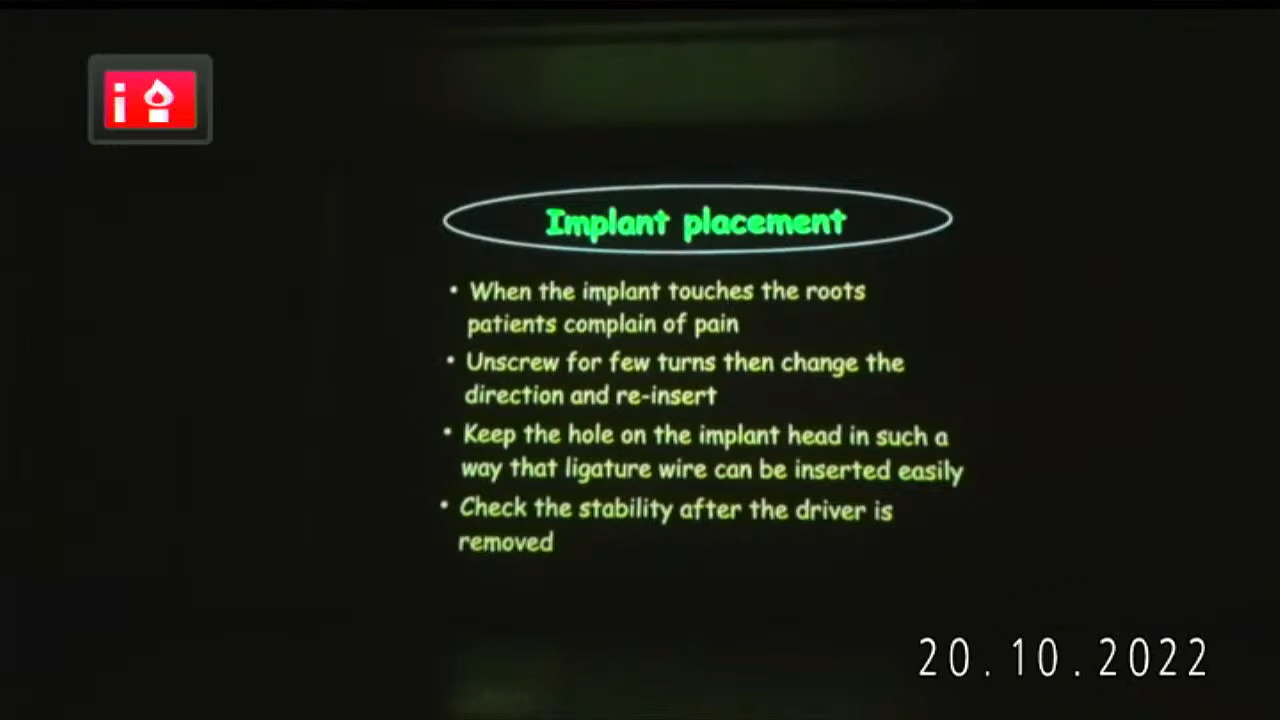 i
Implant placement
• When the implant touches the roots
patients complain of pain
• Unscrew for few turns then change the
direction and re-insert
• Keep the hole on the implant head in such a
way that ligature wire can be inserted easily
• Check the stability after the driver is
removed
20.10.2022